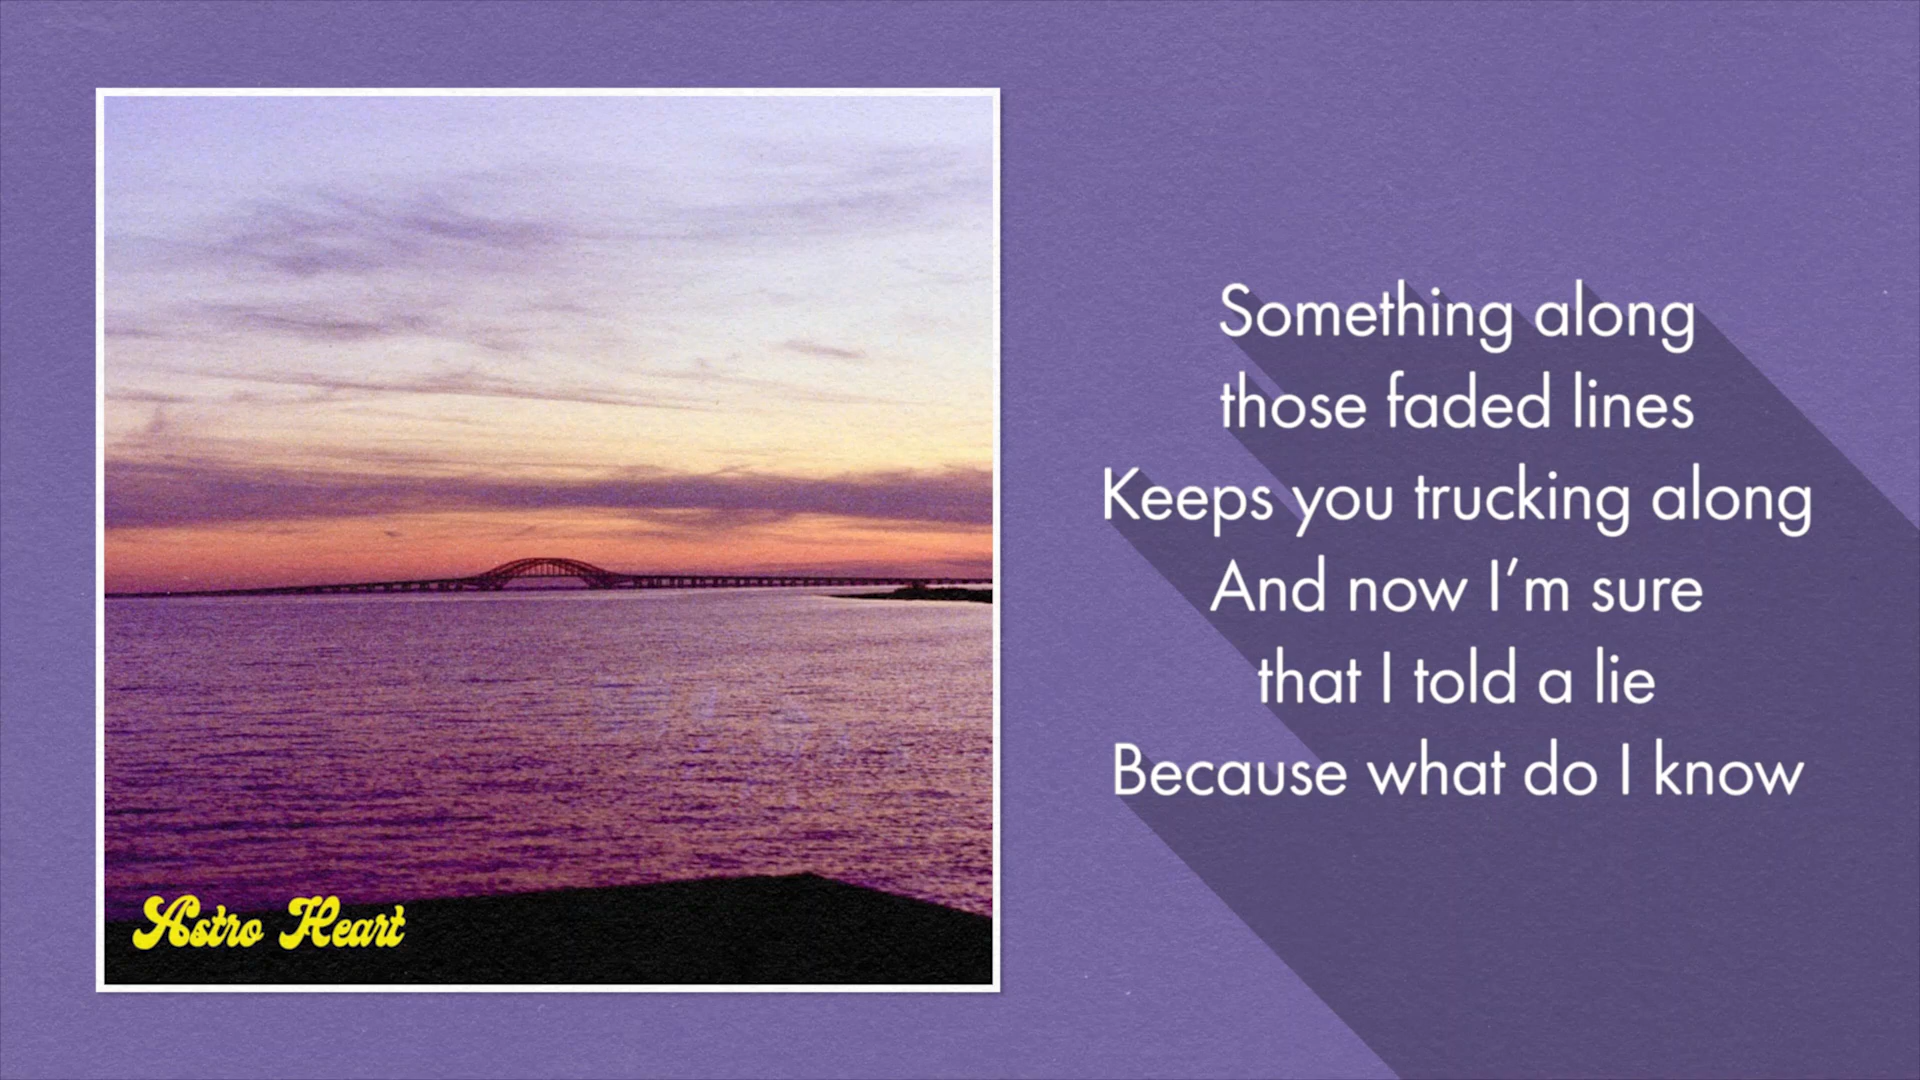 Astro Heart
Something along
those faded lines
Keeps you trucking along
And now I’m sure
that I told a lie
Because what do I know